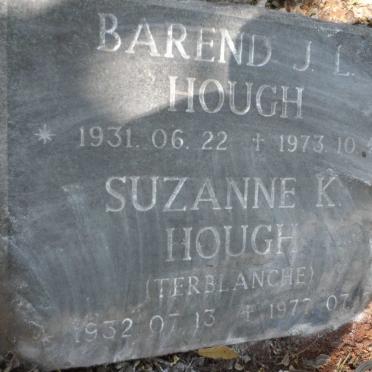 BAREND J. L.
HOUGH
* 1931. 06. 22 † 1973. 10.
SUZANNE K.
HOUGH
(TERBLANCHE)
* 1932 07. 13 † 1977. 07.